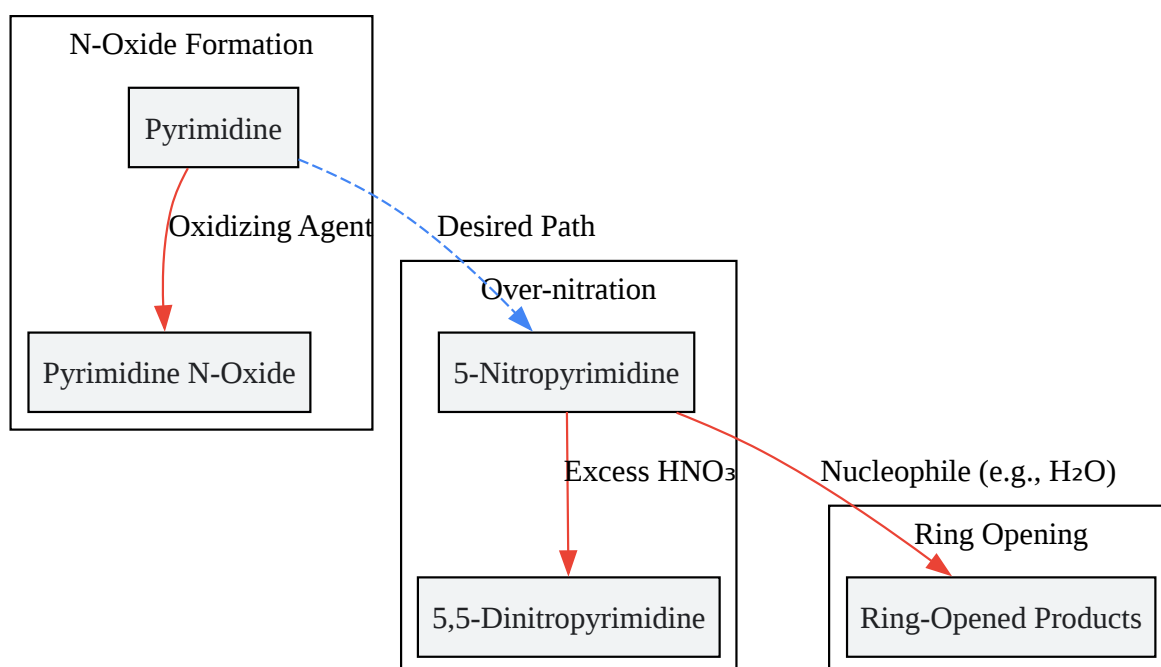 N-Oxide Formation
Pyrimidine
Oxidizing Agent
Desired Path
Pyrimidine N-Oxide
Over-nitration
5-Nitropyrimidine
Excess HNO₃
Nucleophile (e.g., H₂O)
5,5-Dinitropyrimidine
Ring Opening
Ring-Opened Products